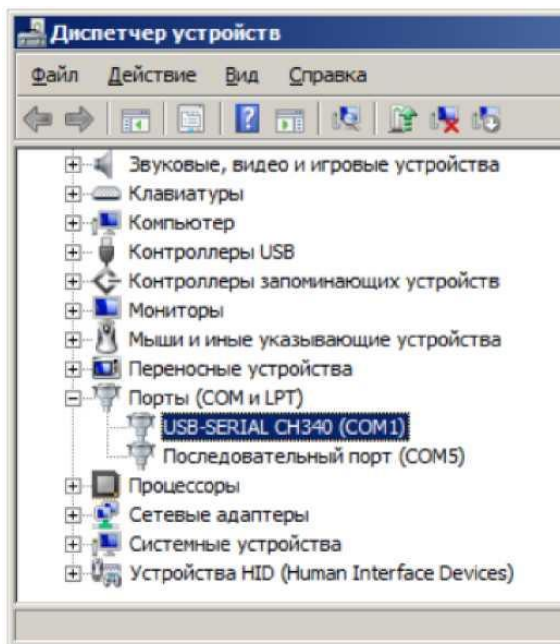 Диспетчер устройств
Файл Действие Вид Справка
Звуковые, видео и игровые устройства
Клавиатуры
Компьютер
Контроллеры USB
Контроллеры запоминающих устройств
Мониторы
Мыши и иные указывающие устройства
Переносные устройства
Порты (COM и LPT)
USB-SERIAL CH340 (COM1)
Последовательный порт (COM5)
Процессоры
Сетевые адаптеры
Системные устройства
Устройства HID (Human Interface Devices)